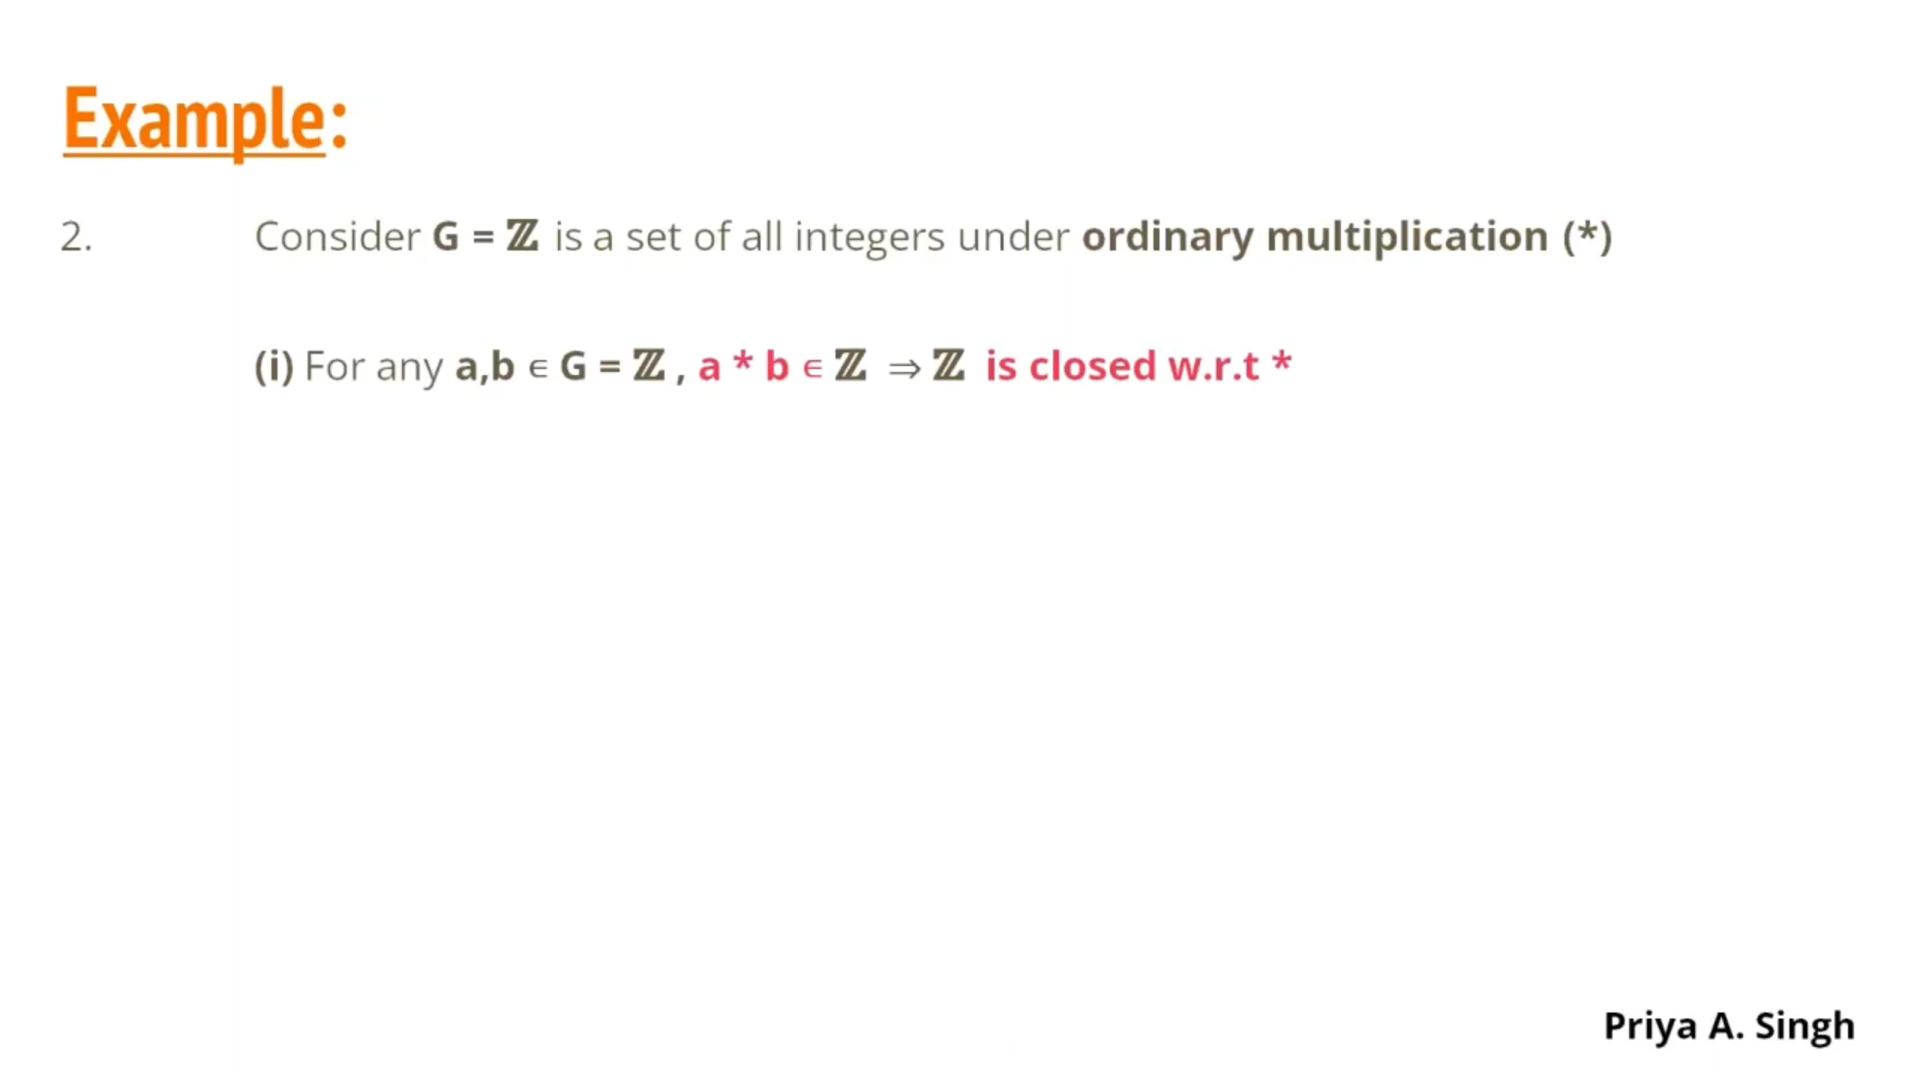 Example:
2. Consider G = ℤ is a set of all integers under ordinary multiplication (*)
(i) For any a,b ∈ G = ℤ , a * b ∈ ℤ ⇒ ℤ is closed w.r.t *
Priya A. Singh